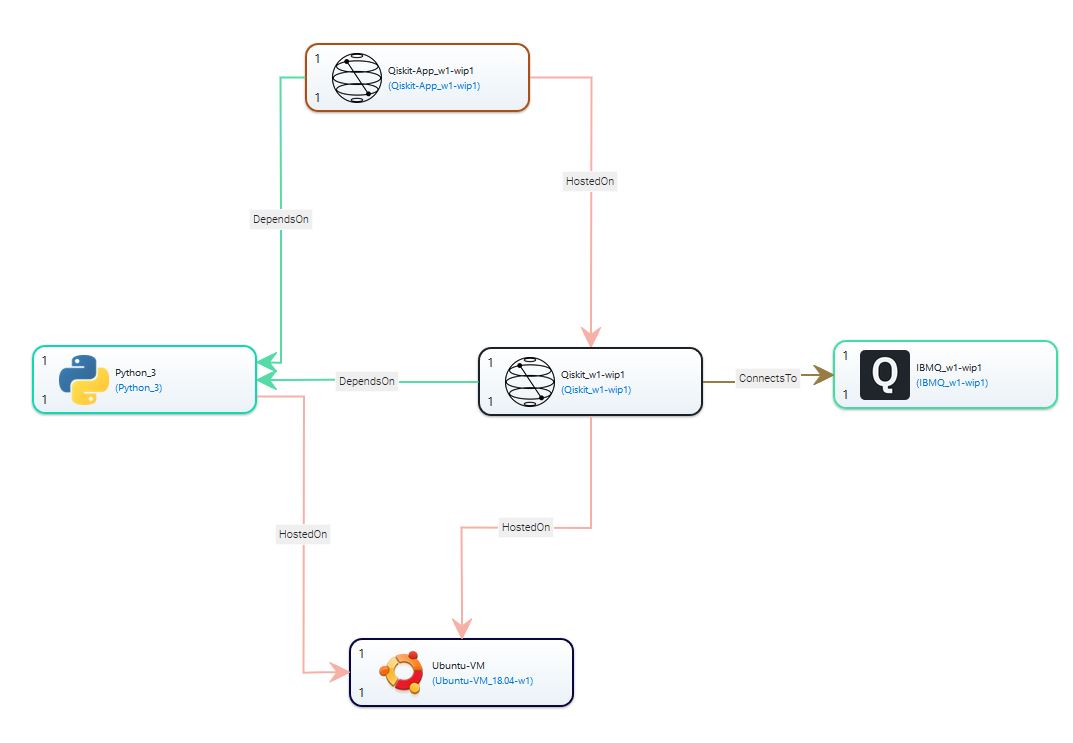 1
Qiskit-App_w1-wip1
(Qiskit-App_w1-wip1)
1
HostedOn
DependsOn
1
Python_3
(Python_3)
1
DependsOn
1
Qiskit_w1-wip1
(Qiskit_w1-wip1)
1
ConnectsTo
1
Q
IBMQ_w1-wip1
(IBMQ_w1-wip1)
1
HostedOn
HostedOn
1
Ubuntu-VM
(Ubuntu-VM_18.04-w1)
1